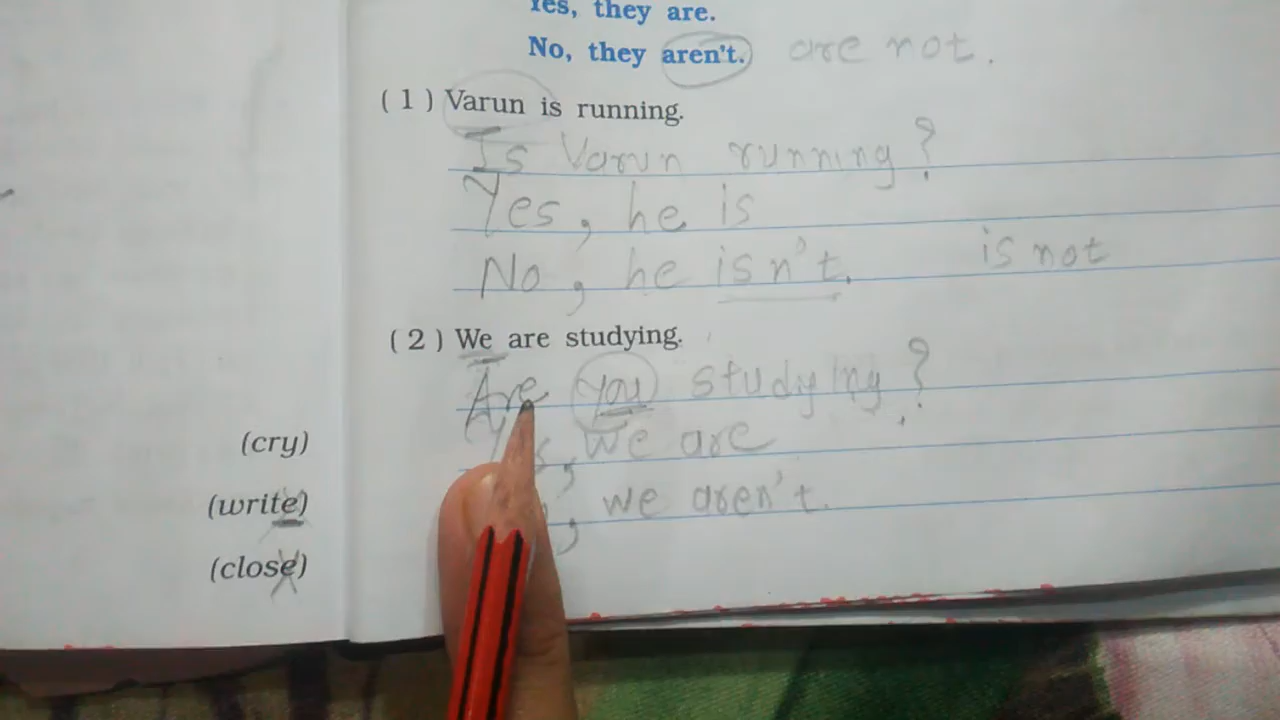 Yes, they are.
No, they aren't. are not.
(1) Varun is running.
Is Varun running?
Yes, he is
No, he isn't. is not
(2) We are studying.
Are you studying?
, we are
, we aren't.
(cry)
(write)
(close)